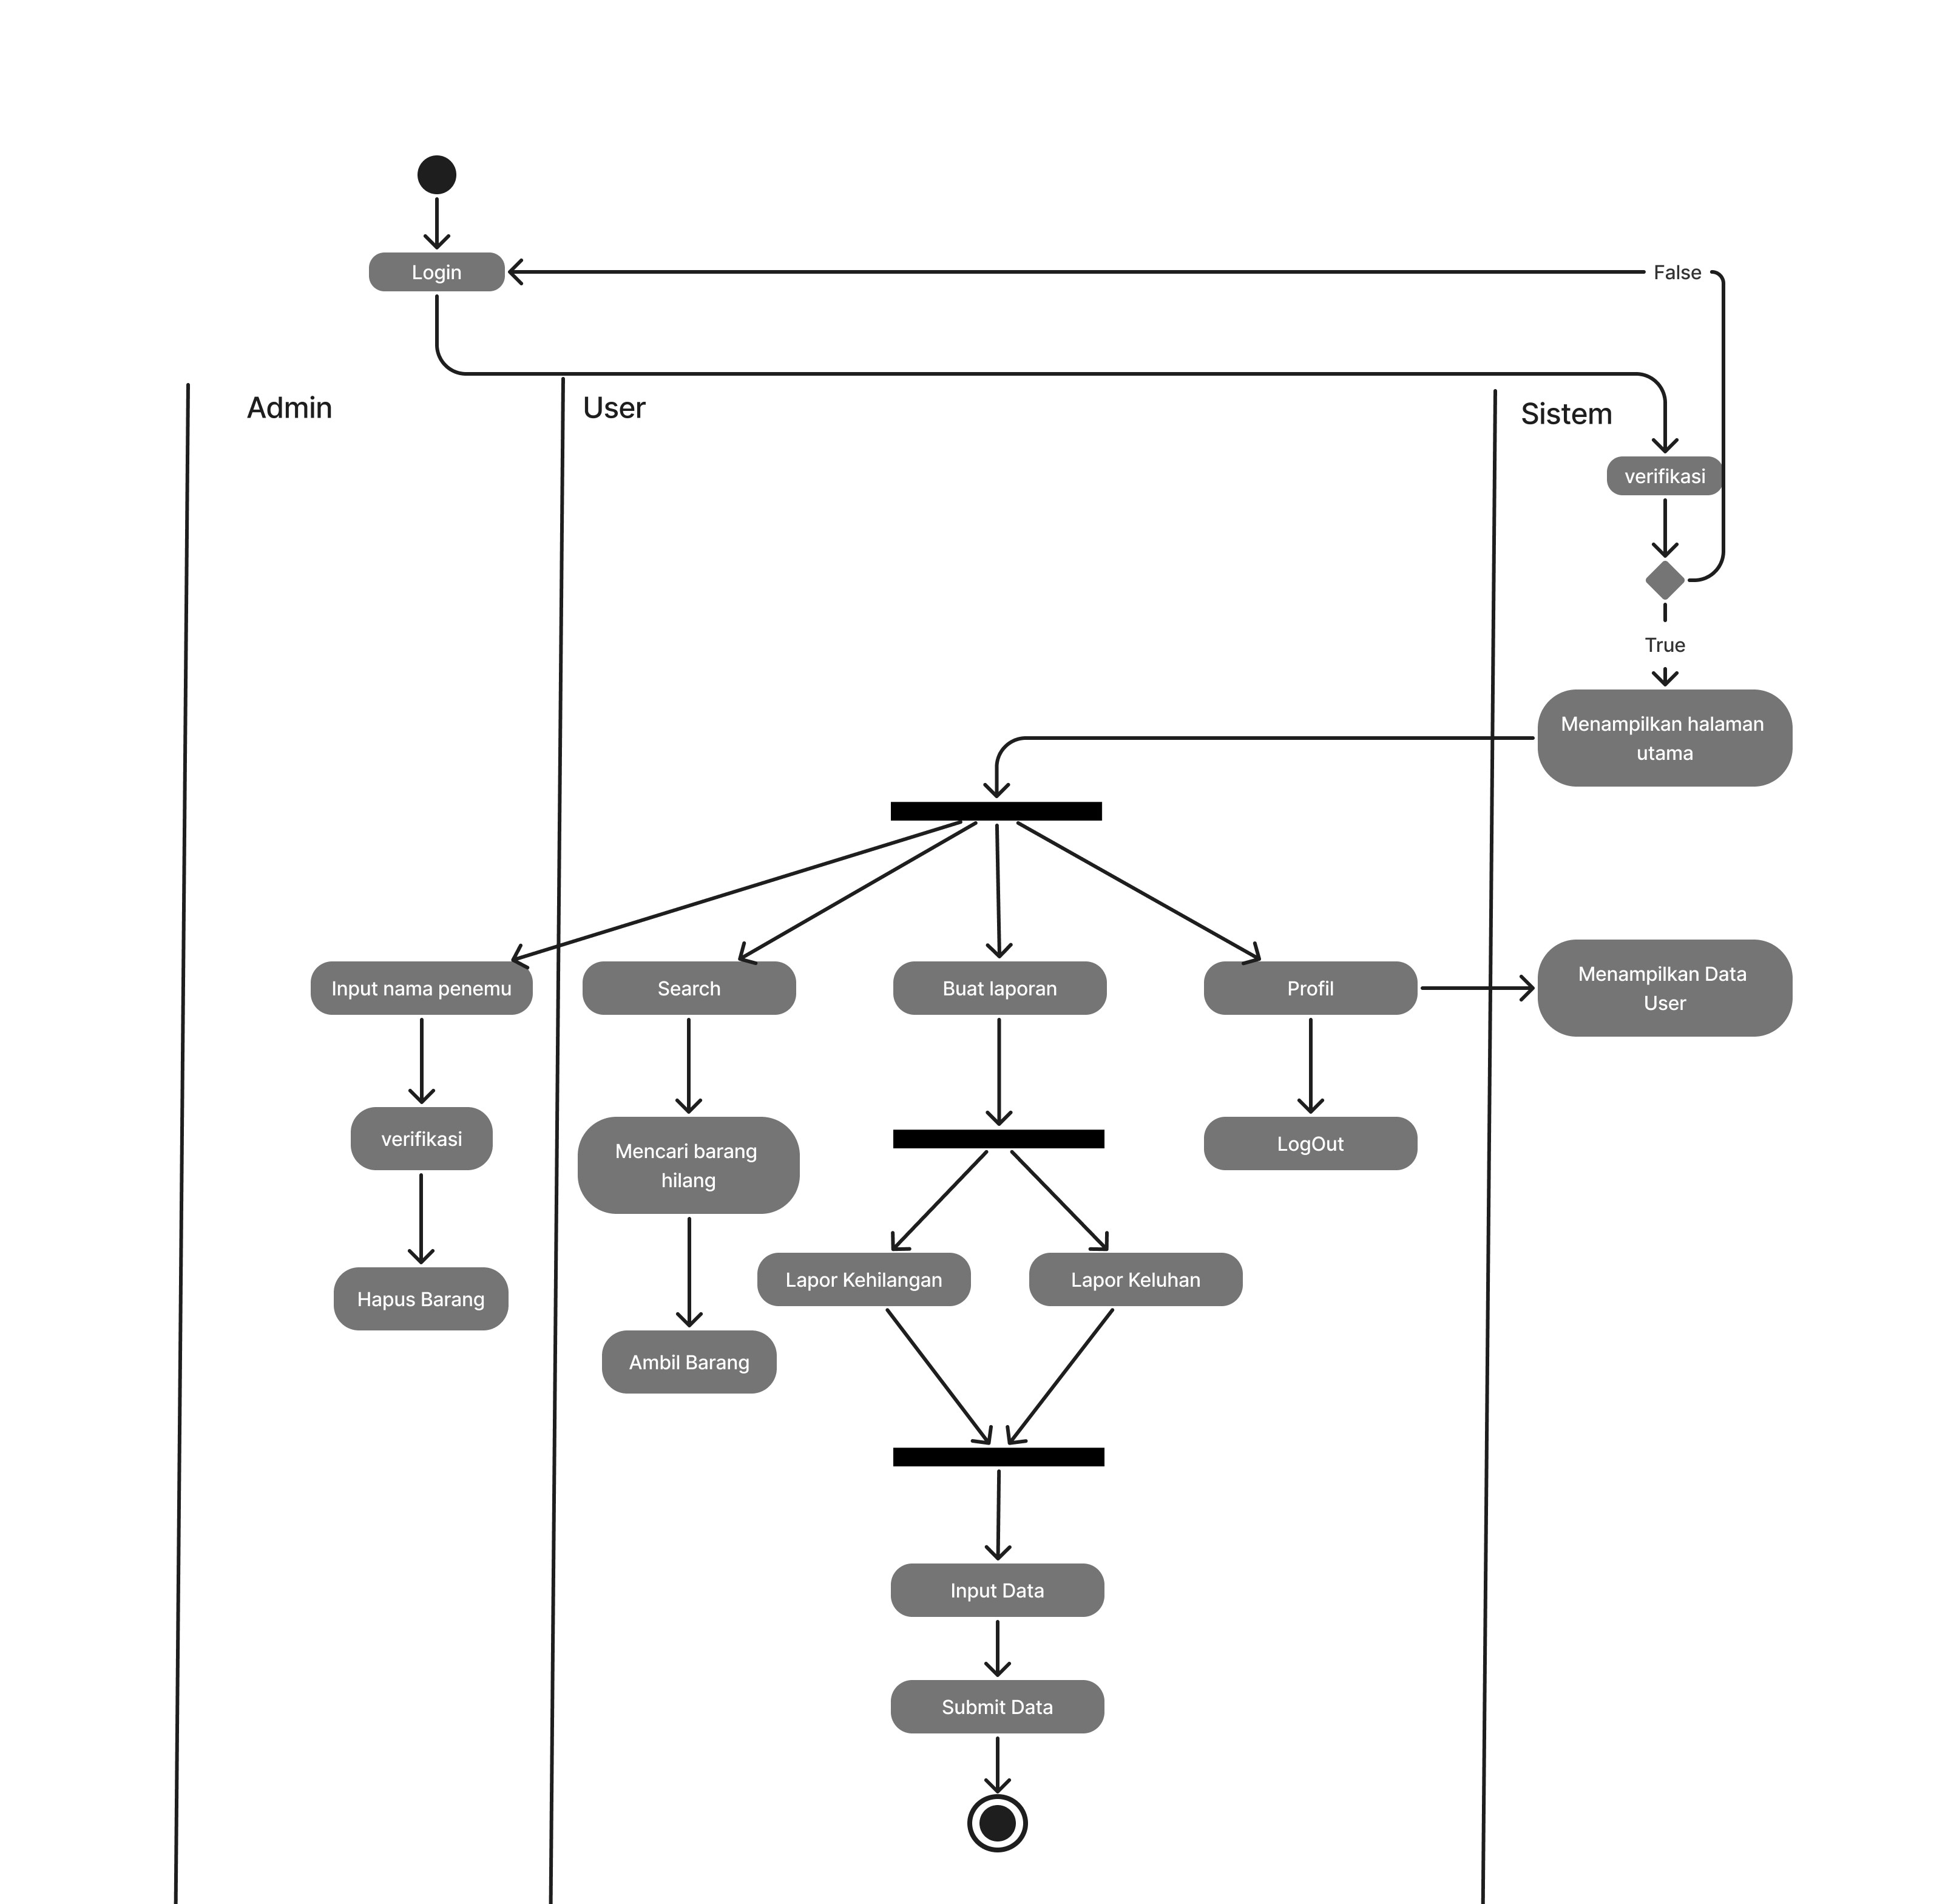 Login
False
Admin
User
Sistem
verifikasi
True
Menampilkan halaman
utama
Input nama penemu
Search
Buat laporan
Profil
Menampilkan Data
User
verifikasi
Mencari barang
hilang
LogOut
Hapus Barang
Lapor Kehilangan
Lapor Keluhan
Ambil Barang
Input Data
Submit Data